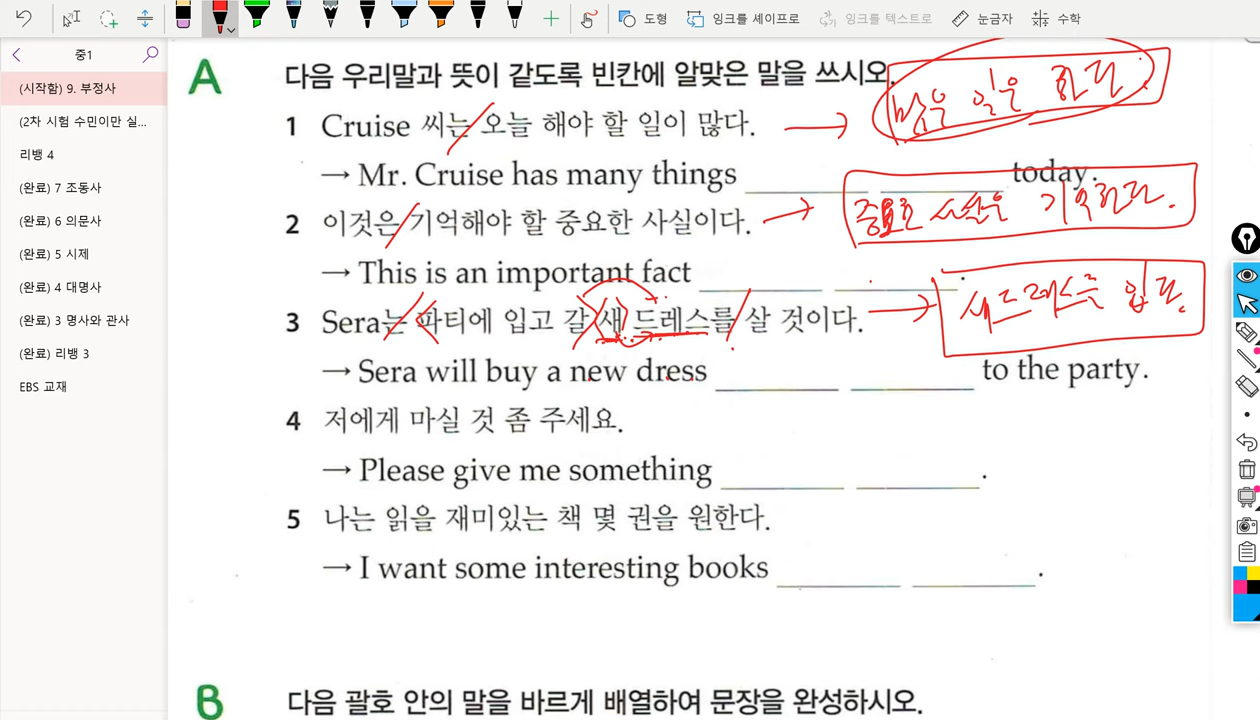 도형
잉크를 셰이프로
잉크를 텍스트로
눈금자
수학
중1
(시작함) 9. 부정사
(2차 시험 수민이만 실...
리뱅 4
(완료) 7 조동사
(완료) 6 의문사
(완료) 5 시제
(완료) 4 대명사
(완료) 3 명사와 관사
(완료) 리뱅 3
EBS 교재
A 다음 우리말과 뜻이 같도록 빈칸에 알맞은 말을 쓰시오.
많은 일을 한다.
1 Cruise 씨는 오늘 해야 할 일이 많다.
→ Mr. Cruise has many things today.
중요한 사실을 기억한다.
2 이것은 기억해야 할 중요한 사실이다.
→ This is an important fact .
새 드레스를 입다.
3 Sera는 파티에 입고 갈 새 드레스를 살 것이다.
→ Sera will buy a new dress to the party.
4 저에게 마실 것 좀 주세요.
→ Please give me something .
5 나는 읽을 재미있는 책 몇 권을 원한다.
→ I want some interesting books .
B 다음 괄호 안의 말을 바르게 배열하여 문장을 완성하시오.